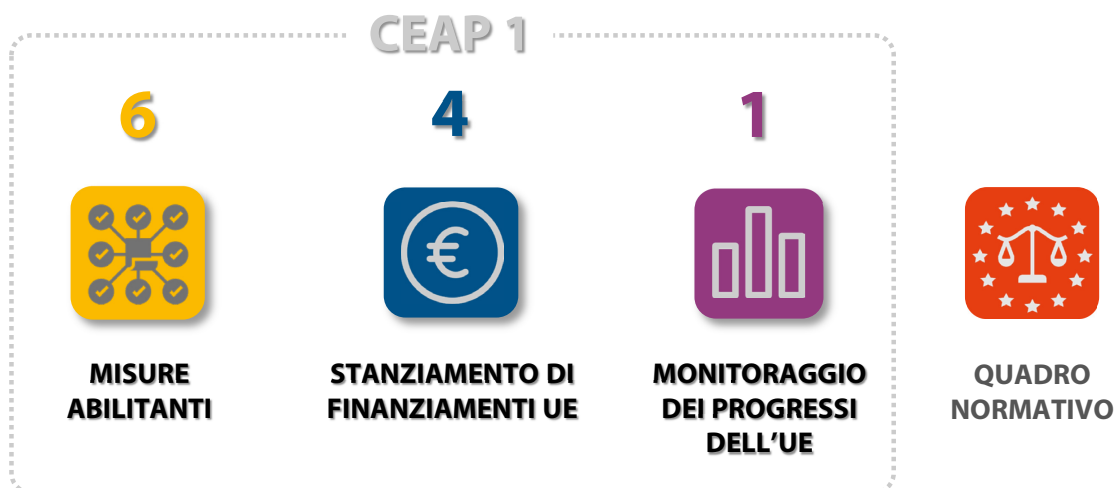 CEAP 1
6
4
1
MISURE
ABILITANTI
STANZIAMENTO DI
FINANZIAMENTI UE
MONITORAGGIO
DEI PROGRESSI
DELL’UE
QUADRO
NORMATIVO